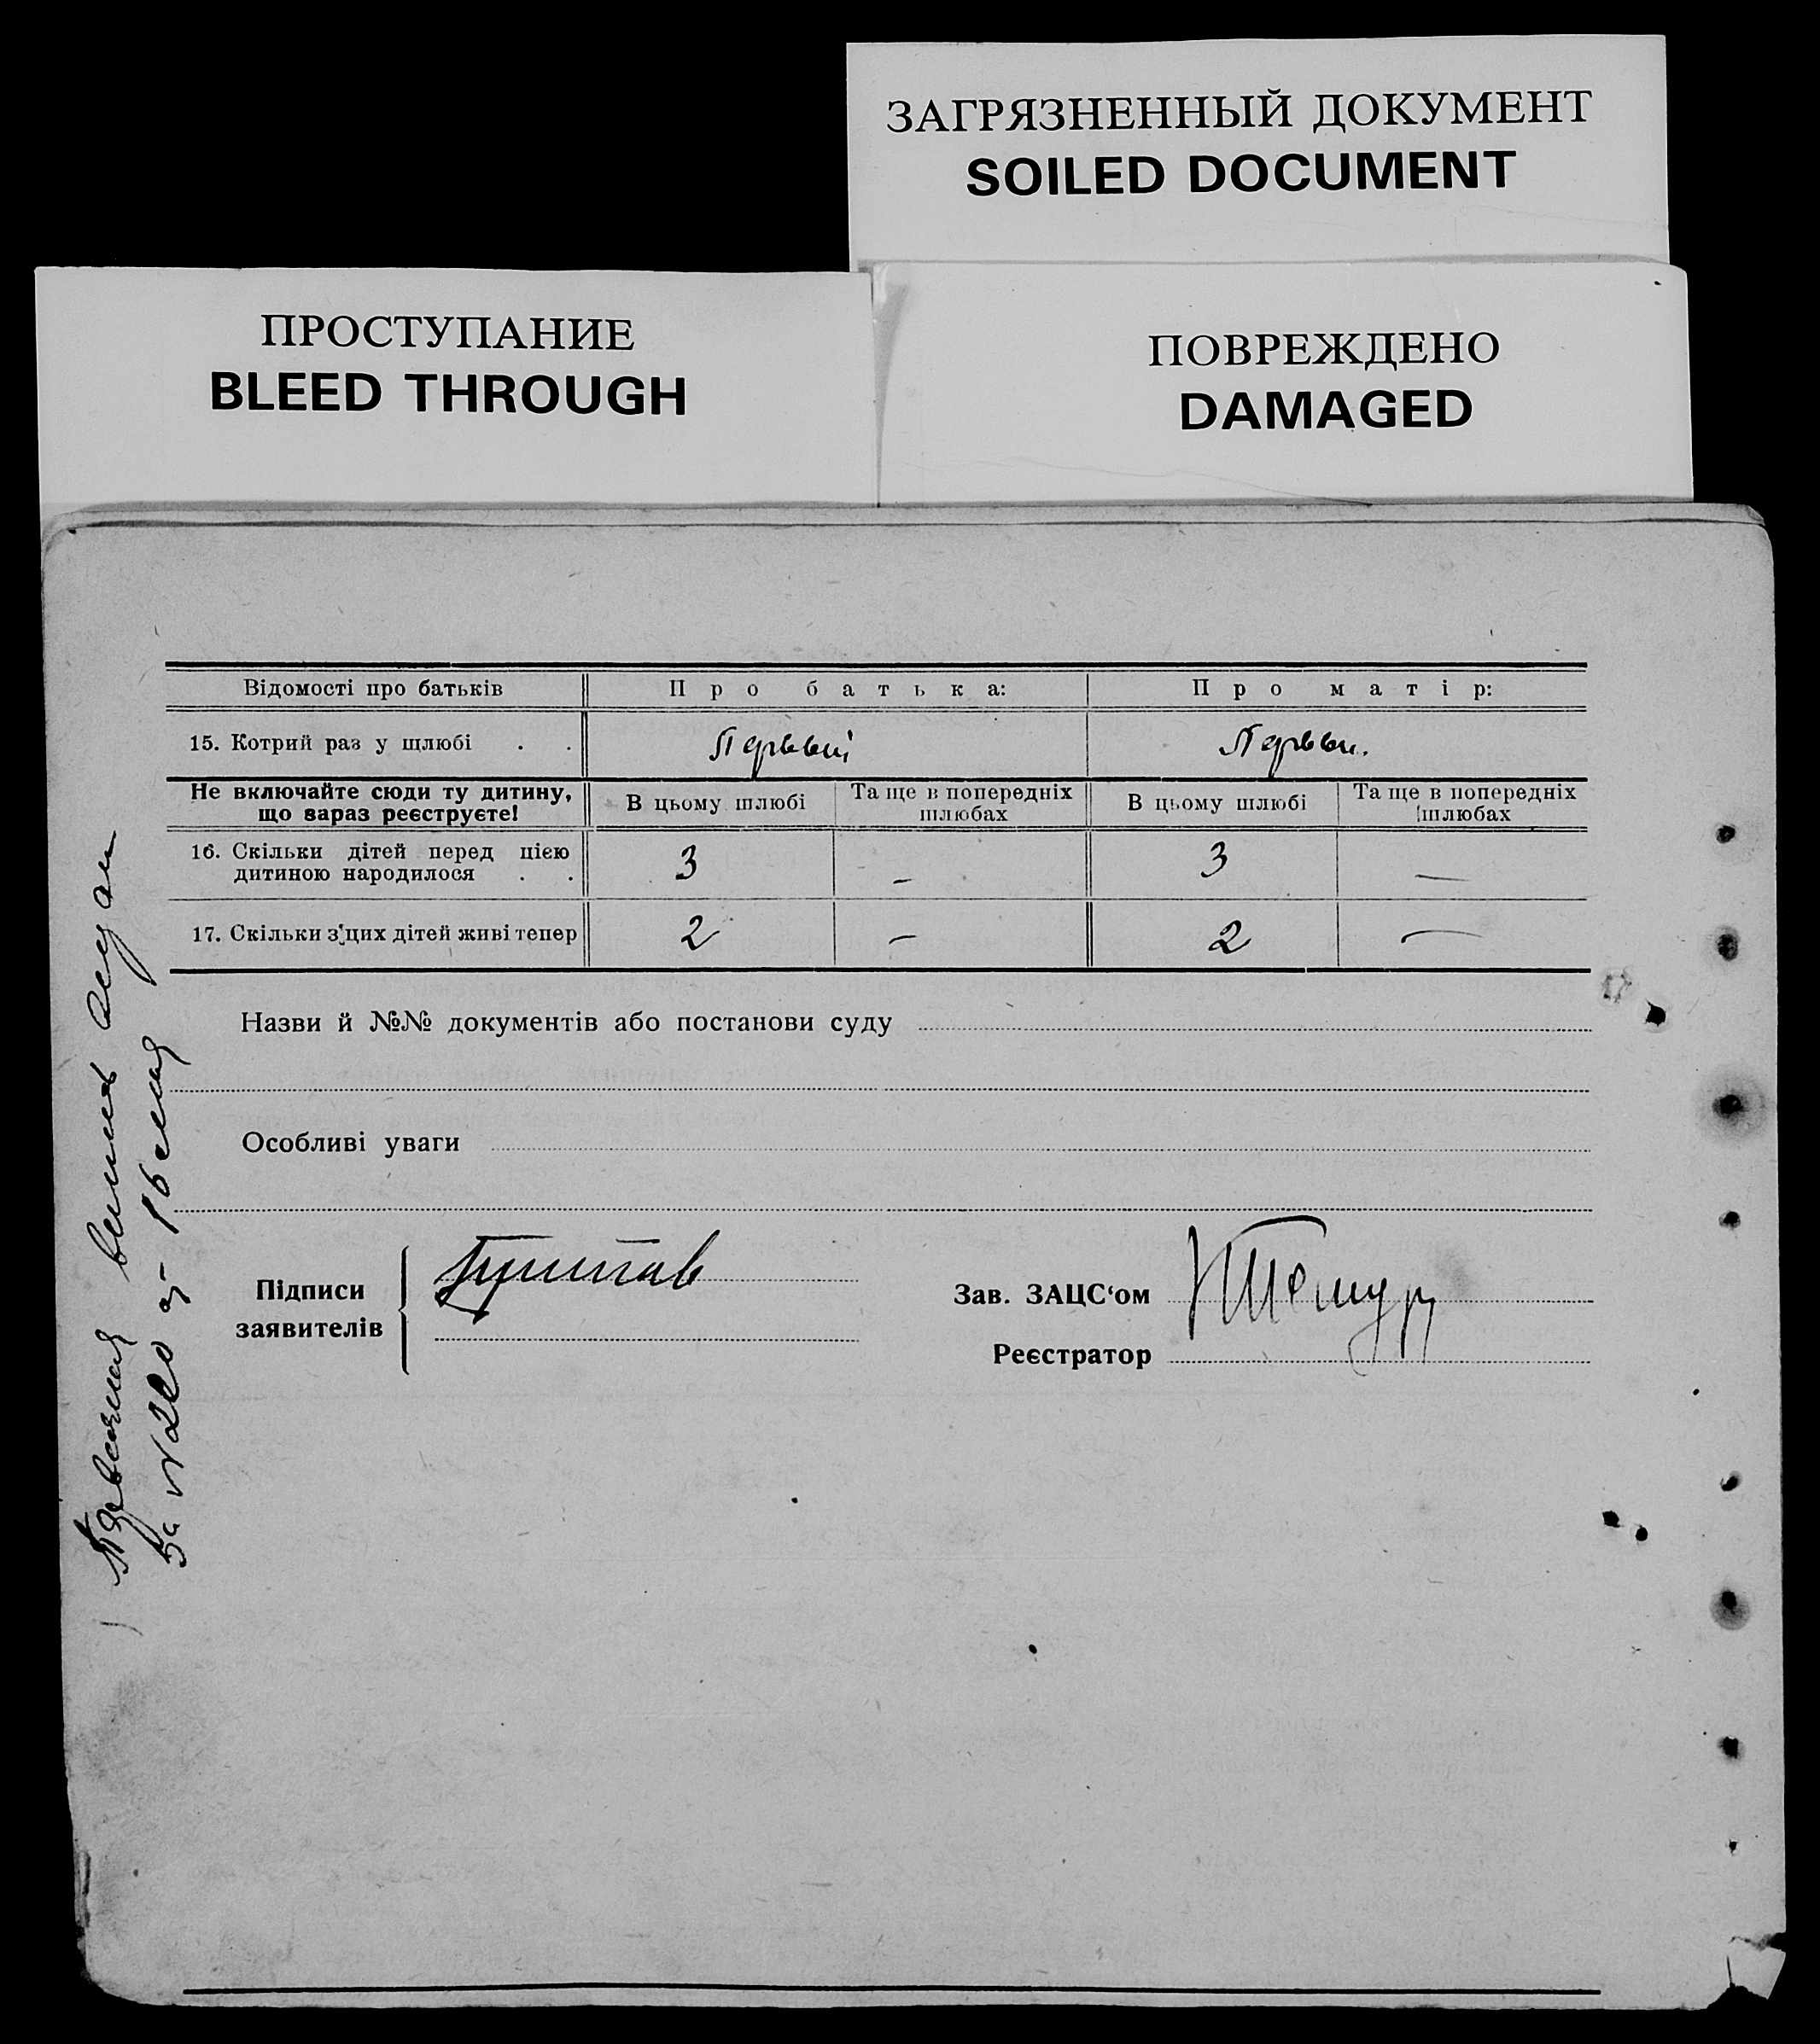 ЗАГРЯЗНЕННЫЙ ДОКУМЕНТ
SOILED DOCUMENT
ПРОСТУПАНИЕ
BLEED THROUGH
ПОВРЕЖДЕНО
DAMAGED
Відомості про батьків Про батька: Про матір:
15. Котрий раз у шлюбі . . Первый Первы.
Не включайте сюди ту дитину, що зараз реєструєте! В цьому шлюбі Та ще в попередніх шлюбах В цьому шлюбі Та ще в попередніх шлюбах
16. Скільки дітей перед цією
дитиною народилося . . 3 – 3 —
17. Скільки з цих дітей живі тепер 2 – 2 —
Назви й №№ документів або постанови суду
Особливі уваги
Підписи
заявителів
Зав. ЗАЦС‘ом
Реєстратор